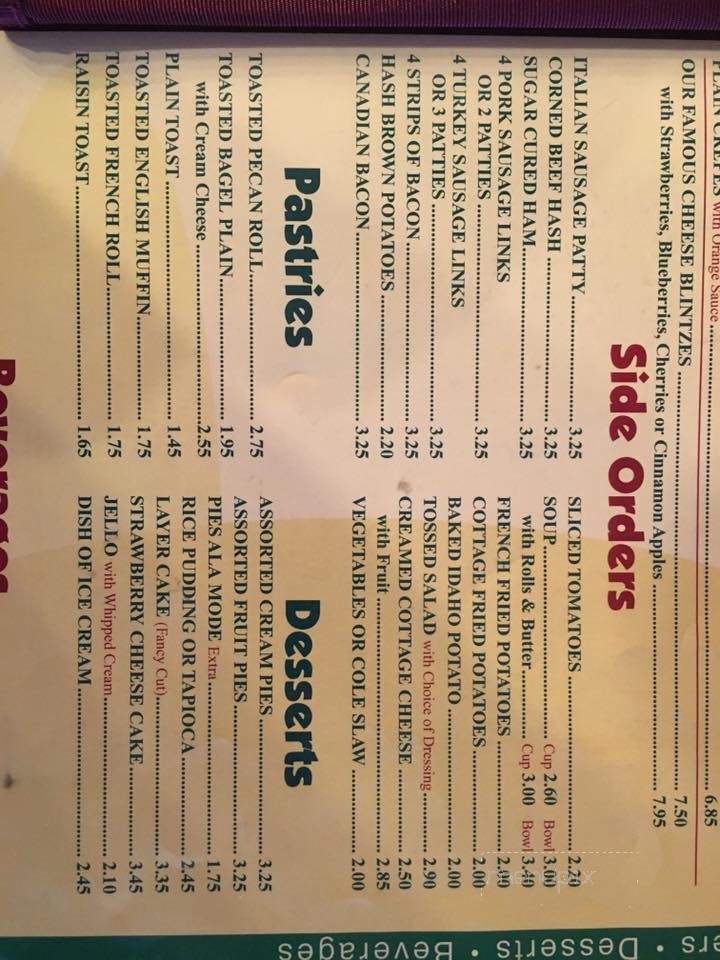 PLAIN CREPES with Orange Sauce 6.85
OUR FAMOUS CHEESE BLINTZES 7.50
with Strawberries, Blueberries, Cherries or Cinnamon Apples 7.95
Side Orders
ITALIAN SAUSAGE PATTY 3.25
CORNED BEEF HASH 3.25
SUGAR CURED HAM 3.25
4 PORK SAUSAGE LINKS
OR 2 PATTIES 3.25
4 TURKEY SAUSAGE LINKS
OR 3 PATTIES 3.25
4 STRIPS OF BACON 3.25
HASH BROWN POTATOES 2.20
CANADIAN BACON 3.25
SLICED TOMATOES
SOUP Cup 2.60 Bowl 3.00
with Rolls & Butter Cup 3.00 Bowl 3.40
FRENCH FRIED POTATOES
COTTAGE FRIED POTATOES 2.00
BAKED IDAHO POTATO 2.00
TOSSED SALAD with Choice of Dressing 2.90
CREAMED COTTAGE CHEESE 2.50
with Fruit 2.85
VEGETABLES OR COLE SLAW 2.00
Pastries
TOASTED PECAN ROLL 2.75
TOASTED BAGEL PLAIN 1.95
with Cream Cheese 2.55
PLAIN TOAST 1.45
TOASTED ENGLISH MUFFIN 1.75
TOASTED FRENCH ROLL 1.75
RAISIN TOAST 1.65
Desserts
ASSORTED CREAM PIES 3.25
ASSORTED FRUIT PIES 3.25
PIES ALA MODE Extra 1.75
RICE PUDDING OR TAPIOCA 2.45
LAYER CAKE (Fancy Cut) 3.35
STRAWBERRY CHEESE CAKE 3.45
JELLO with Whipped Cream 2.10
DISH OF ICE CREAM 2.45
Beverages
ers • Desserts • Beverages